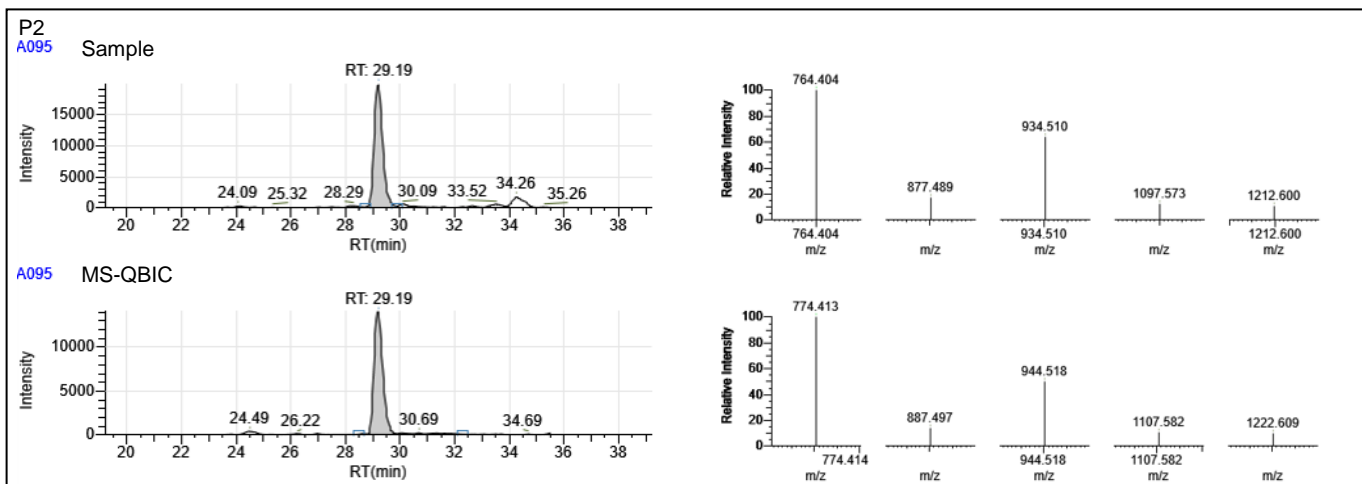 P2
A095 Sample
RT: 29.19
15000
10000
5000
0
Intensity
24.09 25.32 28.29 30.09 33.52 34.26 35.26
20 22 24 26 28 30 32 34 36 38
RT(min)
100
80
60
40
20
0
Relative Intensity
764.404
877.489
934.510
1097.573
1212.600
764.404 934.510 1212.600
m/z m/z m/z m/z m/z
A095 MS-QBIC
RT: 29.19
10000
5000
0
Intensity
24.49 26.22 30.69 34.69
20 22 24 26 28 30 32 34 36 38
RT(min)
100
80
60
40
20
0
Relative Intensity
774.413
887.497
944.518
1107.582
1222.609
774.414 944.518 1107.582
m/z m/z m/z m/z m/z